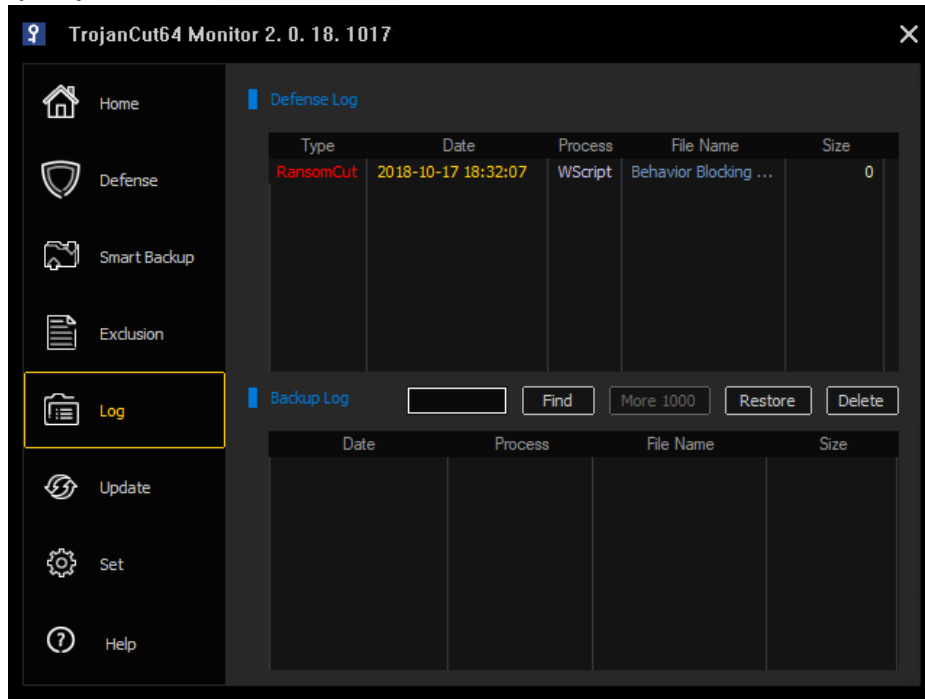 TrojanCut64 Monitor 2. 0. 18. 1017
Home
Defense
Smart Backup
Exclusion
Log
Update
Set
Help
Defense Log
Type Date Process File Name Size
RansomCut 2018-10-17 18:32:07 WScript Behavior Blocking ... 0
Backup Log Find More 1000 Restore Delete
Date Process File Name Size